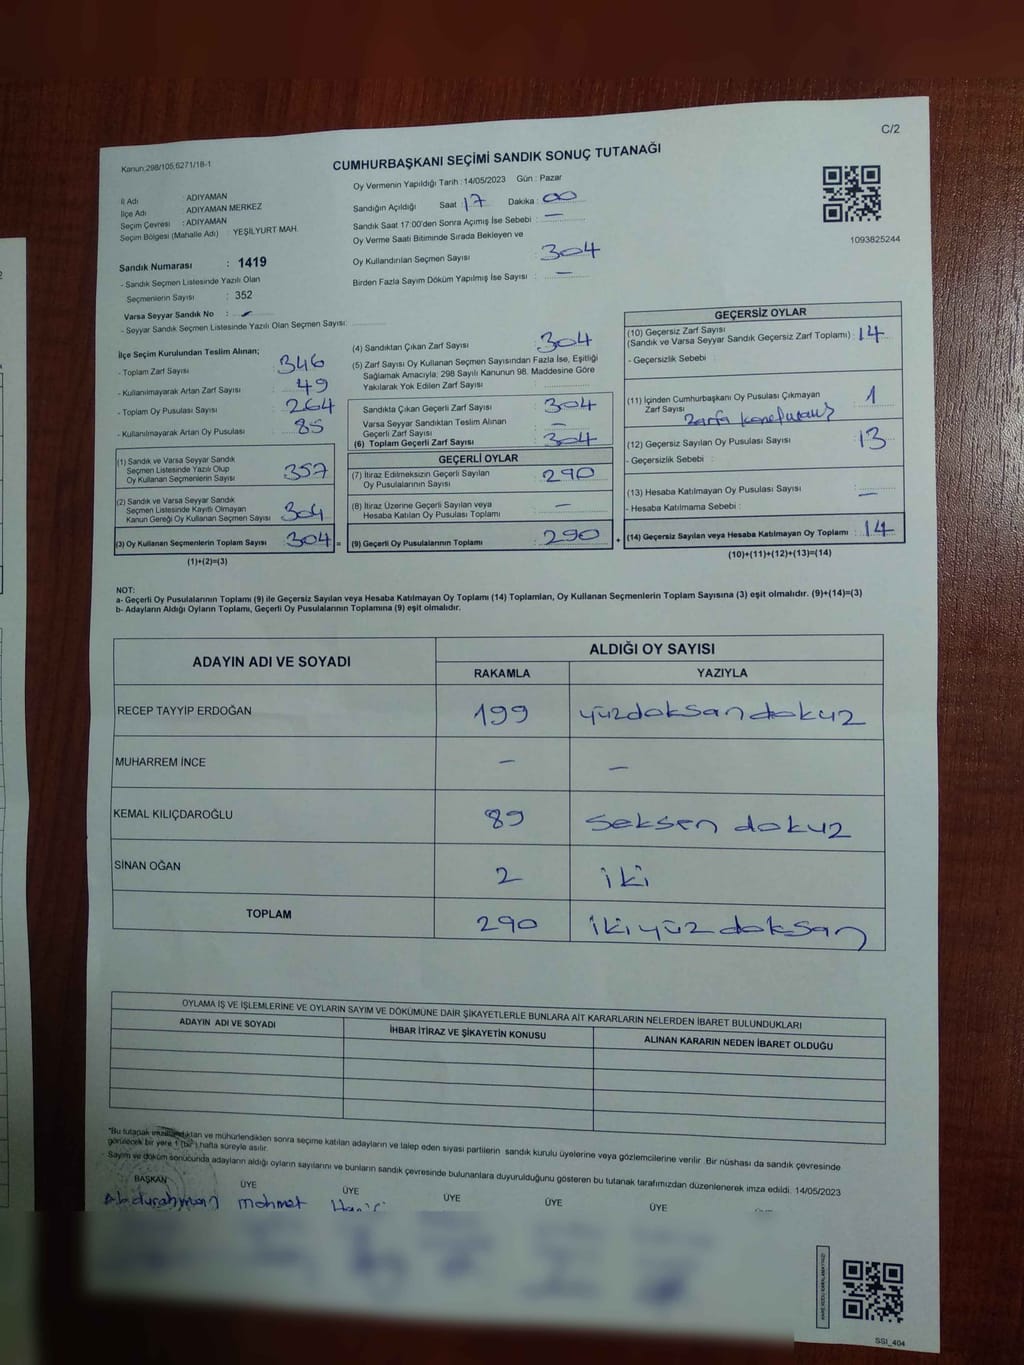 C/2
Kanun;298/105,6271/18-1
CUMHURBAŞKANI SEÇİMİ SANDIK SONUÇ TUTANAĞI
Oy Vermenin Yapıldığı Tarih : 14/05/2023 Gün : Pazar
İl Adı : ADIYAMAN
İlçe Adı : ADIYAMAN MERKEZ
Seçim Çevresi : ADIYAMAN
Seçim Bölgesi (Mahalle Adı) : YEŞİLYURT MAH.
Sandığın Açıldığı Saat 17 Dakika : 00
Sandık Saat 17:00'den Sonra Açımış İse Sebebi : —
Oy Verme Saati Bitiminde Sırada Bekleyen ve
Oy Kullandırılan Seçmen Sayısı : 304
Birden Fazla Sayım Döküm Yapılmış İse Sayısı : —
1093825244
Sandık Numarası : 1419
- Sandık Seçmen Listesinde Yazılı Olan
Seçmenlerin Sayısı : 352
Varsa Seyyar Sandık No : -
- Seyyar Sandık Seçmen Listesinde Yazılı Olan Seçmen Sayısı:
İlçe Seçim Kurulundan Teslim Alınan;
- Toplam Zarf Sayısı : 346
- Kullanılmayarak Artan Zarf Sayısı : 49
- Toplam Oy Pusulası Sayısı : 264
- Kullanılmayarak Artan Oy Pusulası : 85
(1) Sandık ve Varsa Seyyar Sandık
Seçmen Listesinde Yazılı Olup
Oy Kullanan Seçmenlerin Sayısı : 357
(2) Sandık ve Varsa Seyyar Sandık
Seçmen Listesinde Kayıtlı Olmayan
Kanun Gereği Oy Kullanan Seçmen Sayısı : 304
(3) Oy Kullanan Seçmenlerin Toplam Sayısı : 304 =
(1)+(2)=(3)
(4) Sandıktan Çıkan Zarf Sayısı : 304
(5) Zarf Sayısı Oy Kullanan Seçmen Sayısından Fazla İse, Eşitliği
Sağlamak Amacıyla; 298 Sayılı Kanunun 98. Maddesine Göre
Yakılarak Yok Edilen Zarf Sayısı :
Sandıkta Çıkan Geçerli Zarf Sayısı : 304
Varsa Seyyar Sandıktan Teslim Alınan
Geçerli Zarf Sayısı : —
(6) Toplam Geçerli Zarf Sayısı : 304
GEÇERLİ OYLAR
(7) İtiraz Edilmeksizin Geçerli Sayılan
Oy Pusulalarının Sayısı : 290
(8) İtiraz Üzerine Geçerli Sayılan veya
Hesaba Katılan Oy Pusulası Toplamı : —
(9) Geçerli Oy Pusulalarının Toplamı : 290 +
GEÇERSİZ OYLAR
(10) Geçersiz Zarf Sayısı
(Sandık ve Varsa Seyyar Sandık Geçersiz Zarf Toplamı) : 14
- Geçersizlik Sebebi :
(11) İçinden Cumhurbaşkanı Oy Pusulası Çıkmayan
Zarf Sayısı : 1
(12) Geçersiz Sayılan Oy Pusulası Sayısı : 13
- Geçersizlik Sebebi :
(13) Hesaba Katılmayan Oy Pusulası Sayısı : —
- Hesaba Katılmama Sebebi :
(14) Geçersiz Sayılan veya Hesaba Katılmayan Oy Toplamı : 14
(10)+(11)+(12)+(13)=(14)
NOT:
a- Geçerli Oy Pusulalarının Toplamı (9) ile Geçersiz Sayılan veya Hesaba Katılmayan Oy Toplamı (14) Toplamları, Oy Kullanan Seçmenlerin Toplam Sayısına (3) eşit olmalıdır. (9)+(14)=(3)
b- Adayların Aldığı Oyların Toplamı, Geçerli Oy Pusulalarının Toplamına (9) eşit olmalıdır.
ADAYIN ADI VE SOYADI ALDIĞI OY SAYISI
RAKAMLA YAZIYLA
RECEP TAYYİP ERDOĞAN 199 yüzdoksandokuz
MUHARREM İNCE — —
KEMAL KILIÇDAROĞLU 89 seksen dokuz
SİNAN OĞAN 2 iki
TOPLAM 290 ikiyüz doksan
OYLAMA İŞ VE İŞLEMLERİNE VE OYLARIN SAYIM VE DÖKÜMÜNE DAİR ŞİKAYETLERLE BUNLARA AİT KARARLARIN NELERDEN İBARET BULUNDUKLARI
ADAYIN ADI VE SOYADI İHBAR İTİRAZ VE ŞİKAYETİN KONUSU ALINAN KARARIN NEDEN İBARET OLDUĞU
*Bu tutanak imzalandıktan ve mühürlendikten sonra seçime katılan adayların ve talep eden siyasi partilerin sandık kurulu üyelerine veya gözlemcilerine verilir. Bir nüshası da sandık çevresinde
görülecek bir yere 1 (bir) hafta süreyle asılır.
Sayım ve döküm sonucunda adayların aldığı oyların sayılarını ve bunların sandık çevresinde bulunanlara duyurulduğunu gösteren bu tutanak tarafımızdan düzenlenerek imza edildi. 14/05/2023
BAŞKAN ÜYE ÜYE ÜYE ÜYE ÜYE
Abdurahman mehmet
SSI_404